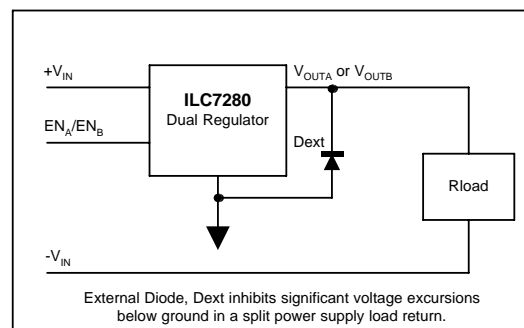 +V_IN
ILC7280
Dual Regulator
V_OUTA or V_OUTB
EN_A/EN_B
Dext
Rload
-V_IN
External Diode, Dext inhibits significant voltage excursions
below ground in a split power supply load return.